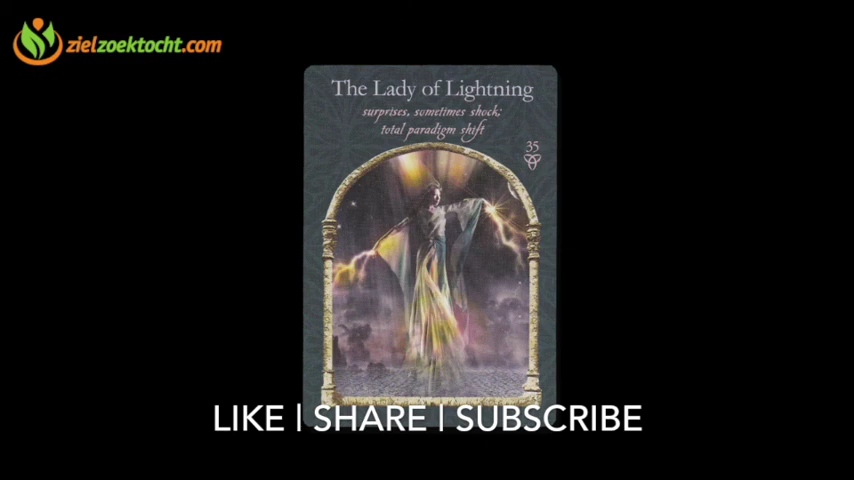 zielzoektocht.com
The Lady of Lightning
surprises, sometimes shock;
total paradigm shift
35
LIKE | SHARE | SUBSCRIBE